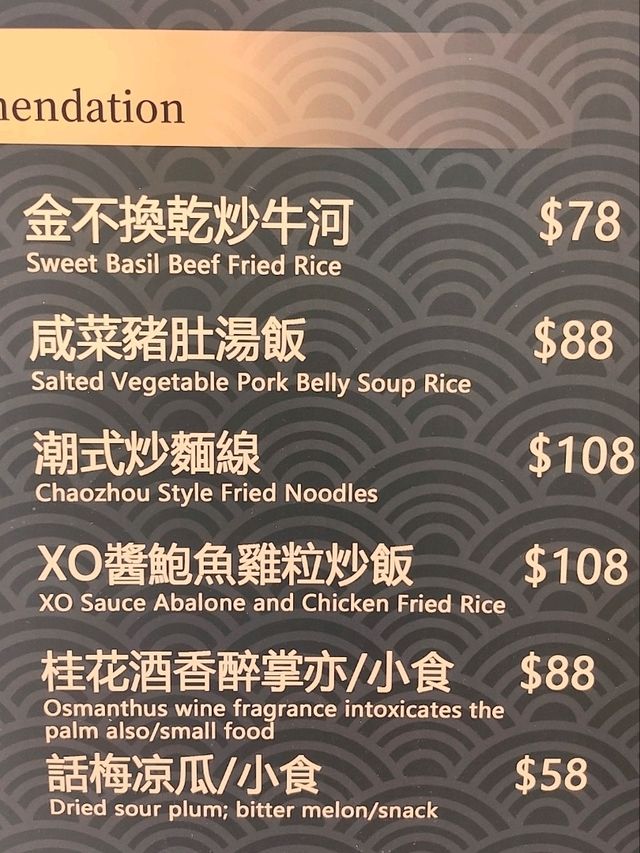 金不換乾炒牛河 $78
Sweet Basil Beef Fried Rice
咸菜豬肚湯飯 $88
Salted Vegetable Pork Belly Soup Rice
潮式炒麵線 $108
Chaozhou Style Fried Noodles
XO醬鮑魚雞粒炒飯 $108
XO Sauce Abalone and Chicken Fried Rice
桂花酒香醉掌亦/小食 $88
Osmanthus wine fragrance intoxicates the
palm also/small food
話梅凉瓜/小食 $58
Dried sour plum; bitter melon/snack